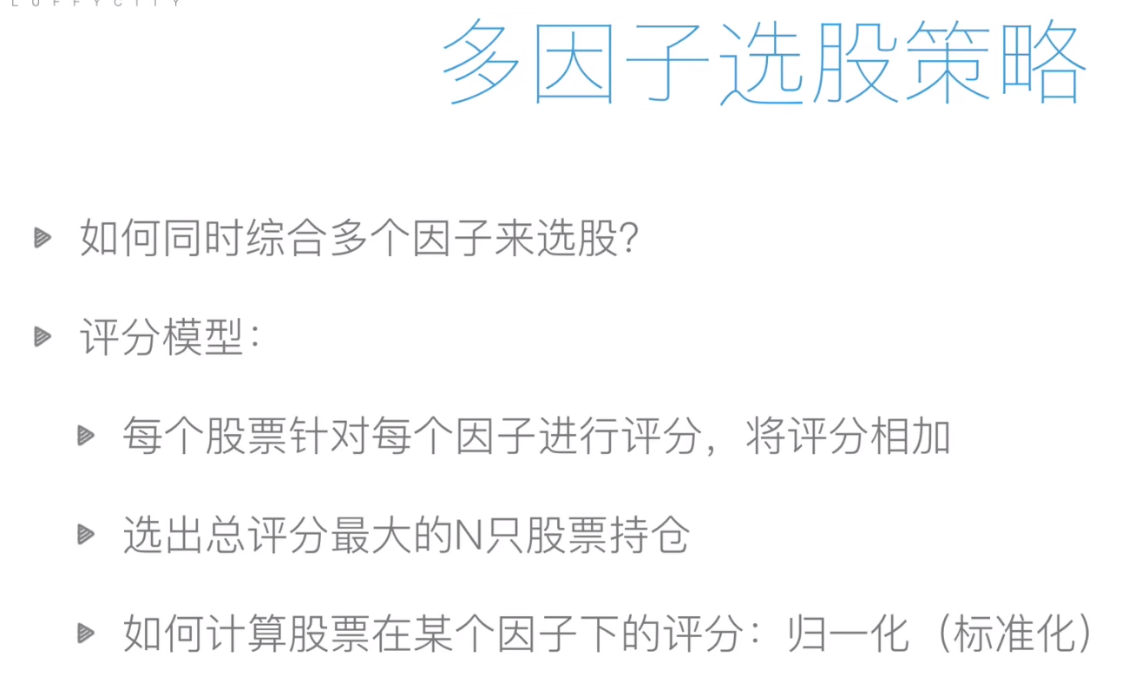 LUFFYCITY
多因子选股策略
如何同时综合多个因子来选股？
评分模型：
每个股票针对每个因子进行评分，将评分相加
选出总评分最大的N只股票持仓
如何计算股票在某个因子下的评分：归一化（标准化）